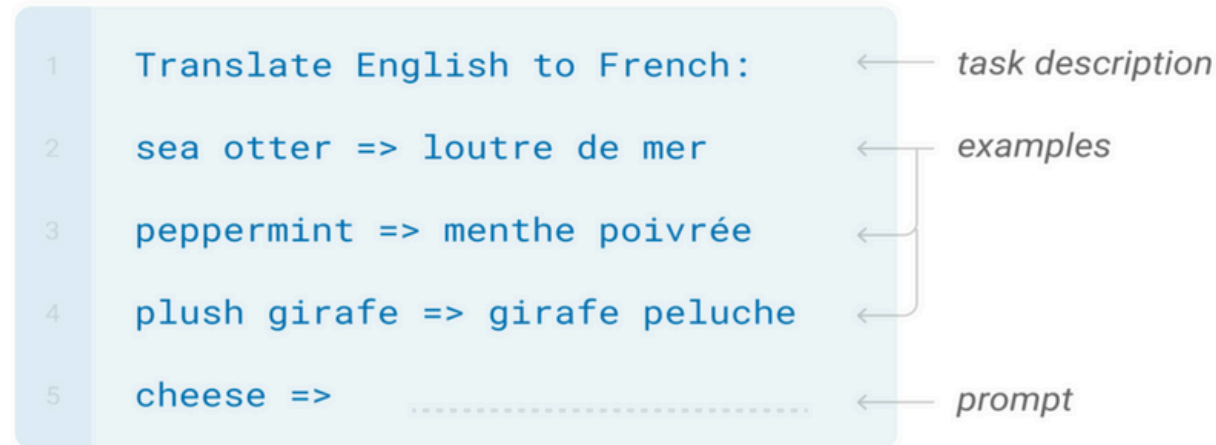 1 Translate English to French: task description
2 sea otter => loutre de mer examples
3 peppermint => menthe poivrée
4 plush girafe => girafe peluche
5 cheese => prompt